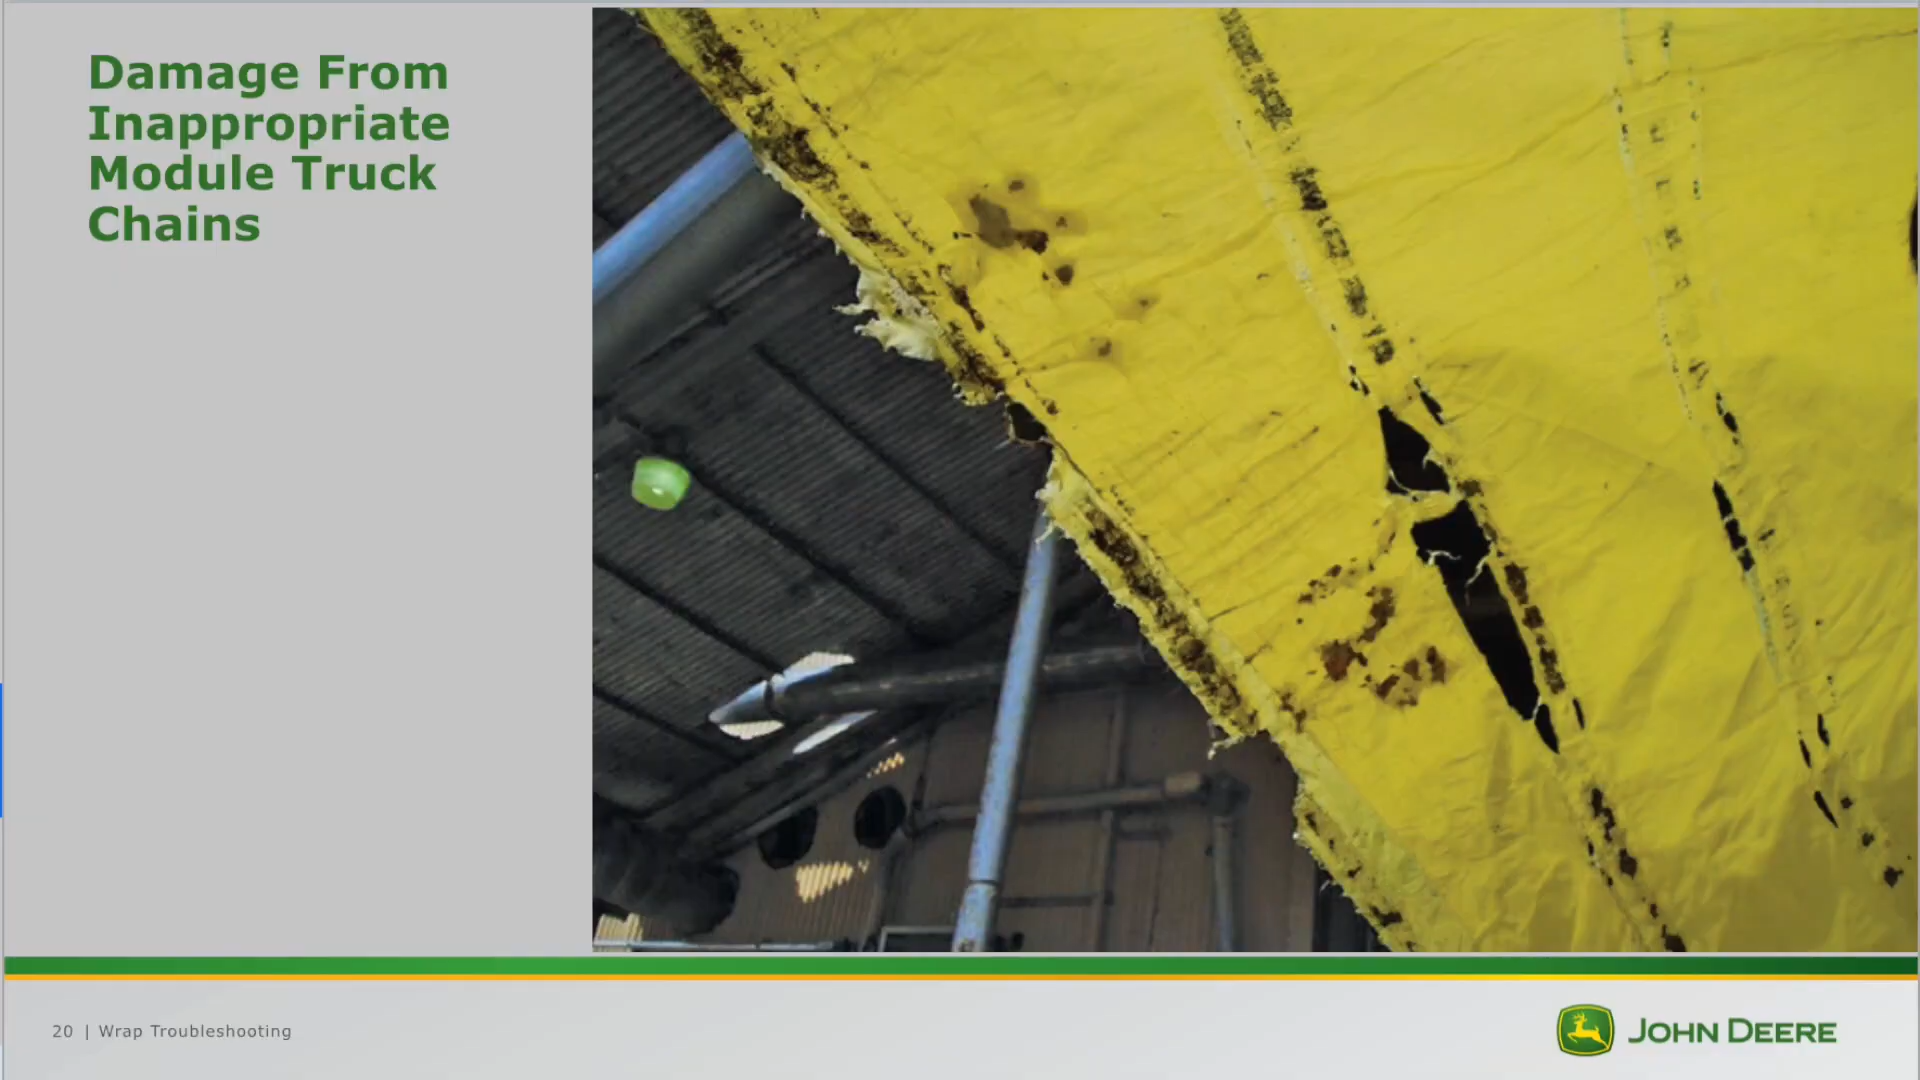 Damage From
Inappropriate
Module Truck
Chains
20 | Wrap Troubleshooting
JOHN DEERE